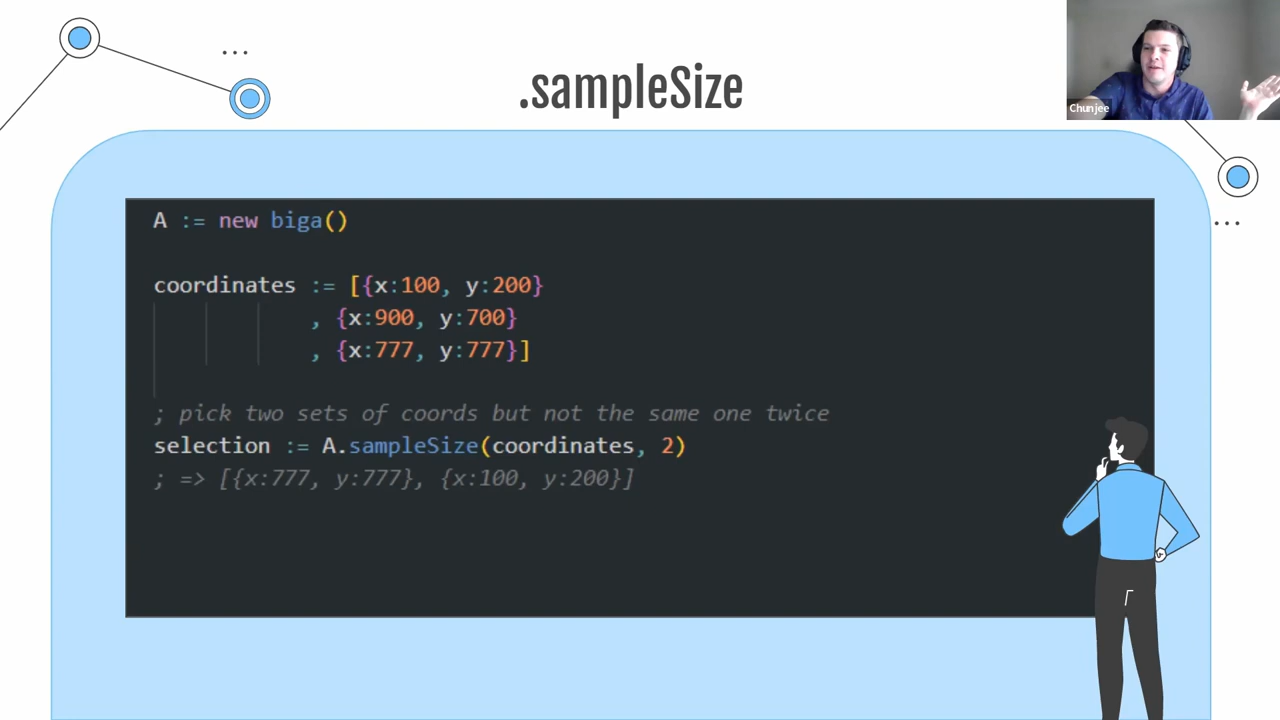 .sampleSize
Chunjee
A := new biga()
coordinates := [{x:100, y:200}
, {x:900, y:700}
, {x:777, y:777}]
; pick two sets of coords but not the same one twice
selection := A.sampleSize(coordinates, 2)
; => [{x:777, y:777}, {x:100, y:200}]